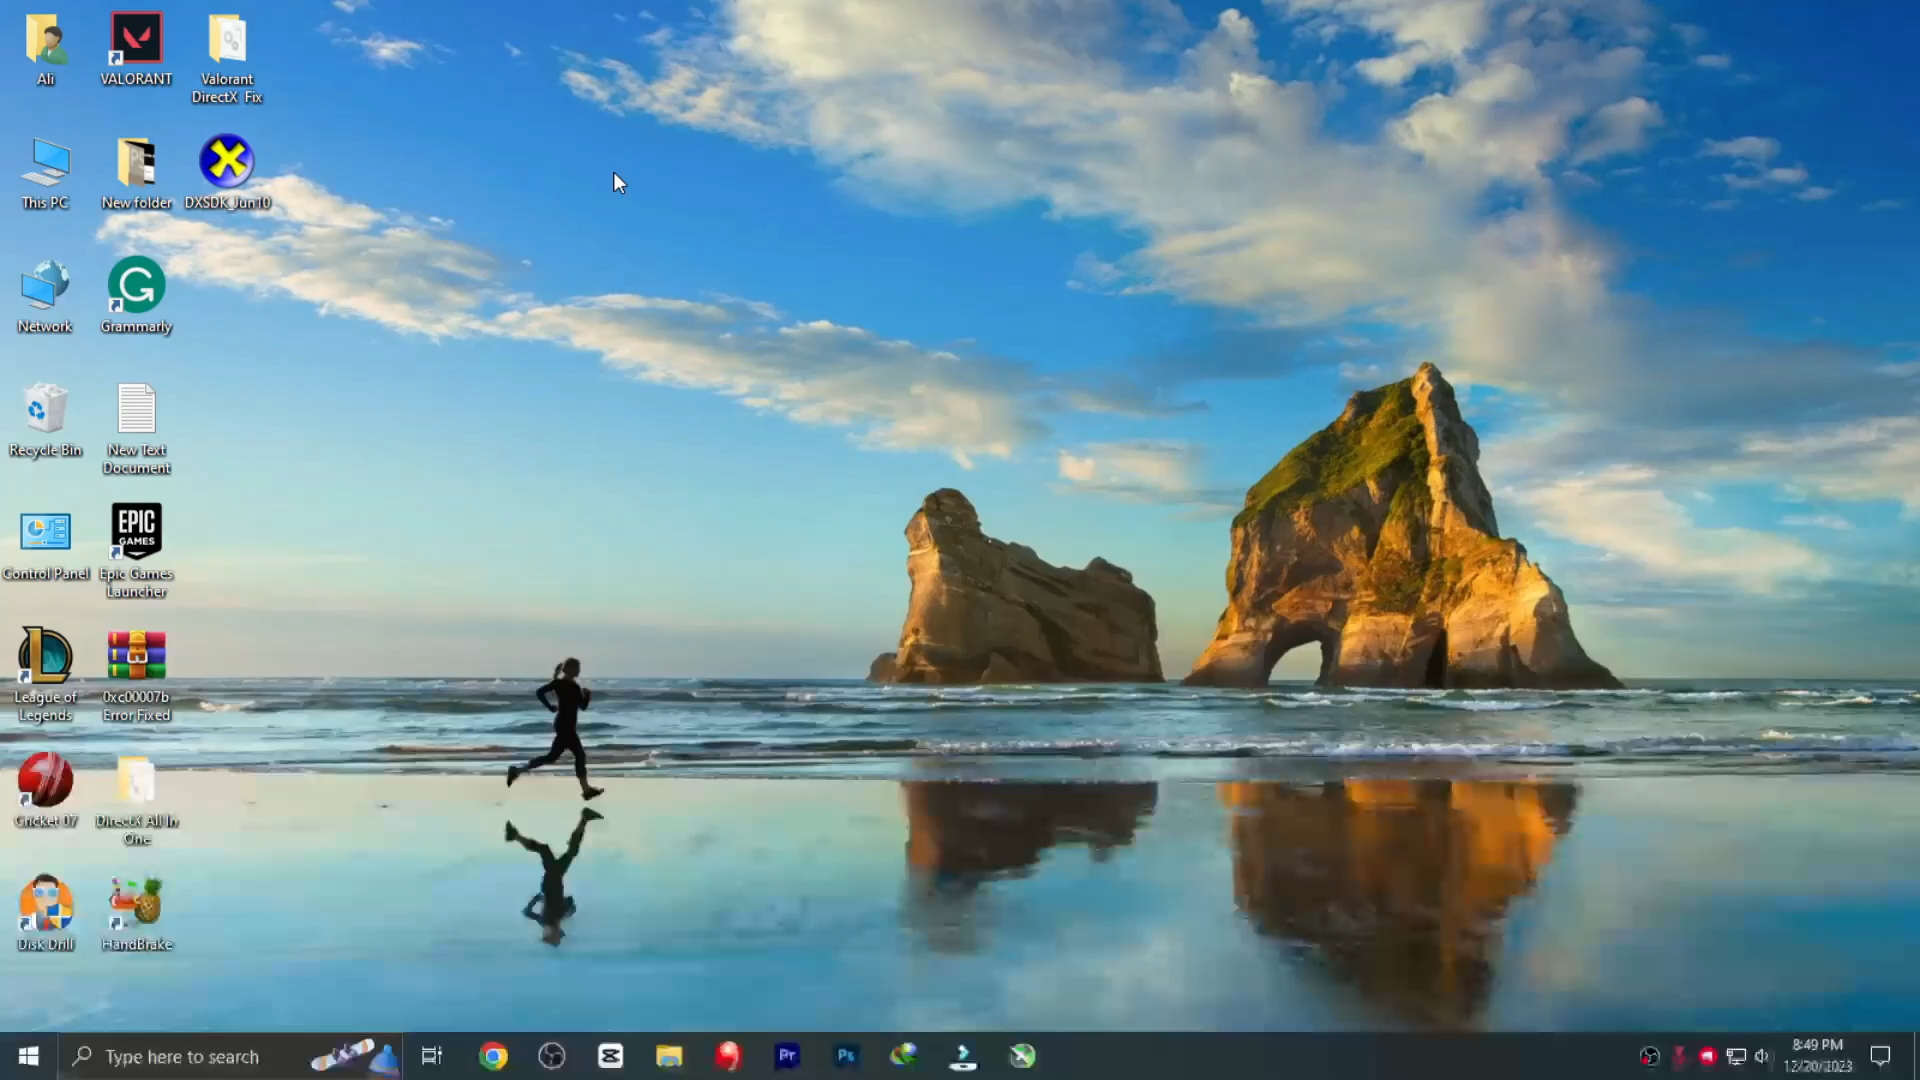 Ali
VALORANT
Valorant
DirectX Fix
This PC
New folder
DXSDK_Jun10
Network
Grammarly
Recycle Bin
New Text
Document
Control Panel
EPIC
GAMES
Epic Games
Launcher
League of
Legends
0xc00007b
Error Fixed
Cricket 07
DirectX All In
One
Disk Drill
HandBrake
Type here to search
Pr
Ps
8:49 PM
12/20/2023